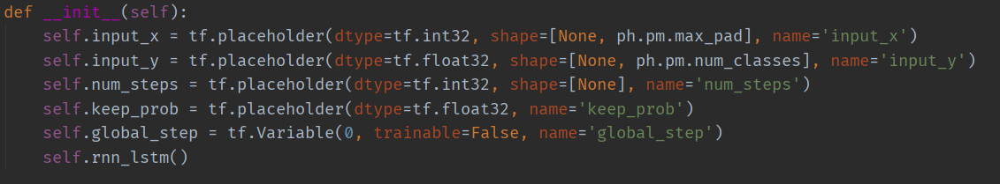 def __init__(self):
    self.input_x = tf.placeholder(dtype=tf.int32, shape=[None, ph.pm.max_pad], name='input_x')
    self.input_y = tf.placeholder(dtype=tf.float32, shape=[None, ph.pm.num_classes], name='input_y')
    self.num_steps = tf.placeholder(dtype=tf.int32, shape=[None], name='num_steps')
    self.keep_prob = tf.placeholder(dtype=tf.float32, name='keep_prob')
    self.global_step = tf.Variable(0, trainable=False, name='global_step')
    self.rnn_lstm()